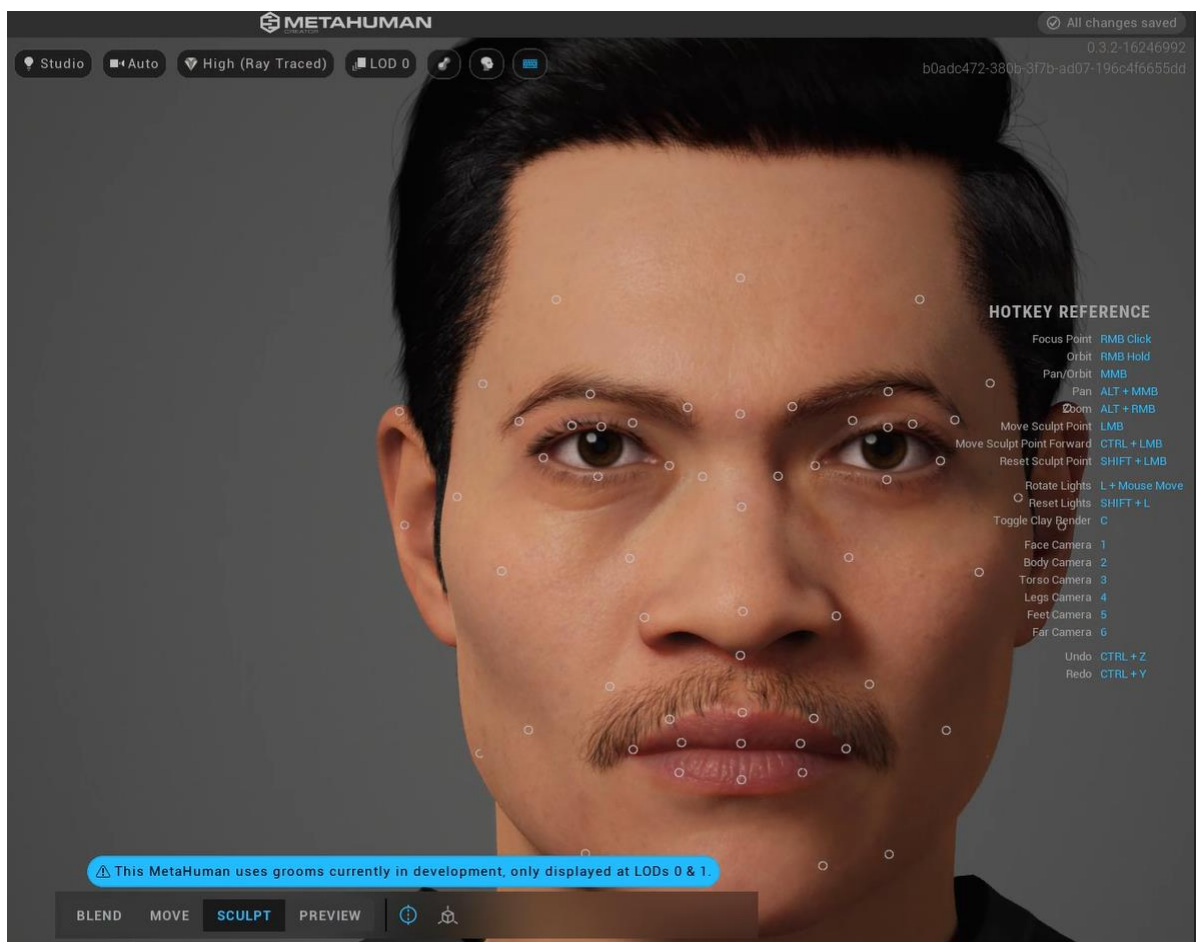 METAHUMAN
CREATOR
All changes saved
Studio
Auto
High (Ray Traced)
LOD 0
0.3.2-16246992
b0adc472-380b-3f7b-ad07-196c4f6655dd
HOTKEY REFERENCE
Focus Point RMB Click
Orbit RMB Hold
Pan/Orbit MMB
Pan ALT + MMB
Zoom ALT + RMB
Move Sculpt Point LMB
Move Sculpt Point Forward CTRL + LMB
Reset Sculpt Point SHIFT + LMB
Rotate Lights L + Mouse Move
Reset Lights SHIFT + L
Toggle Clay Render C
Face Camera 1
Body Camera 2
Torso Camera 3
Legs Camera 4
Feet Camera 5
Far Camera 6
Undo CTRL + Z
Redo CTRL + Y
This MetaHuman uses grooms currently in development, only displayed at LODs 0 & 1.
BLEND MOVE SCULPT PREVIEW